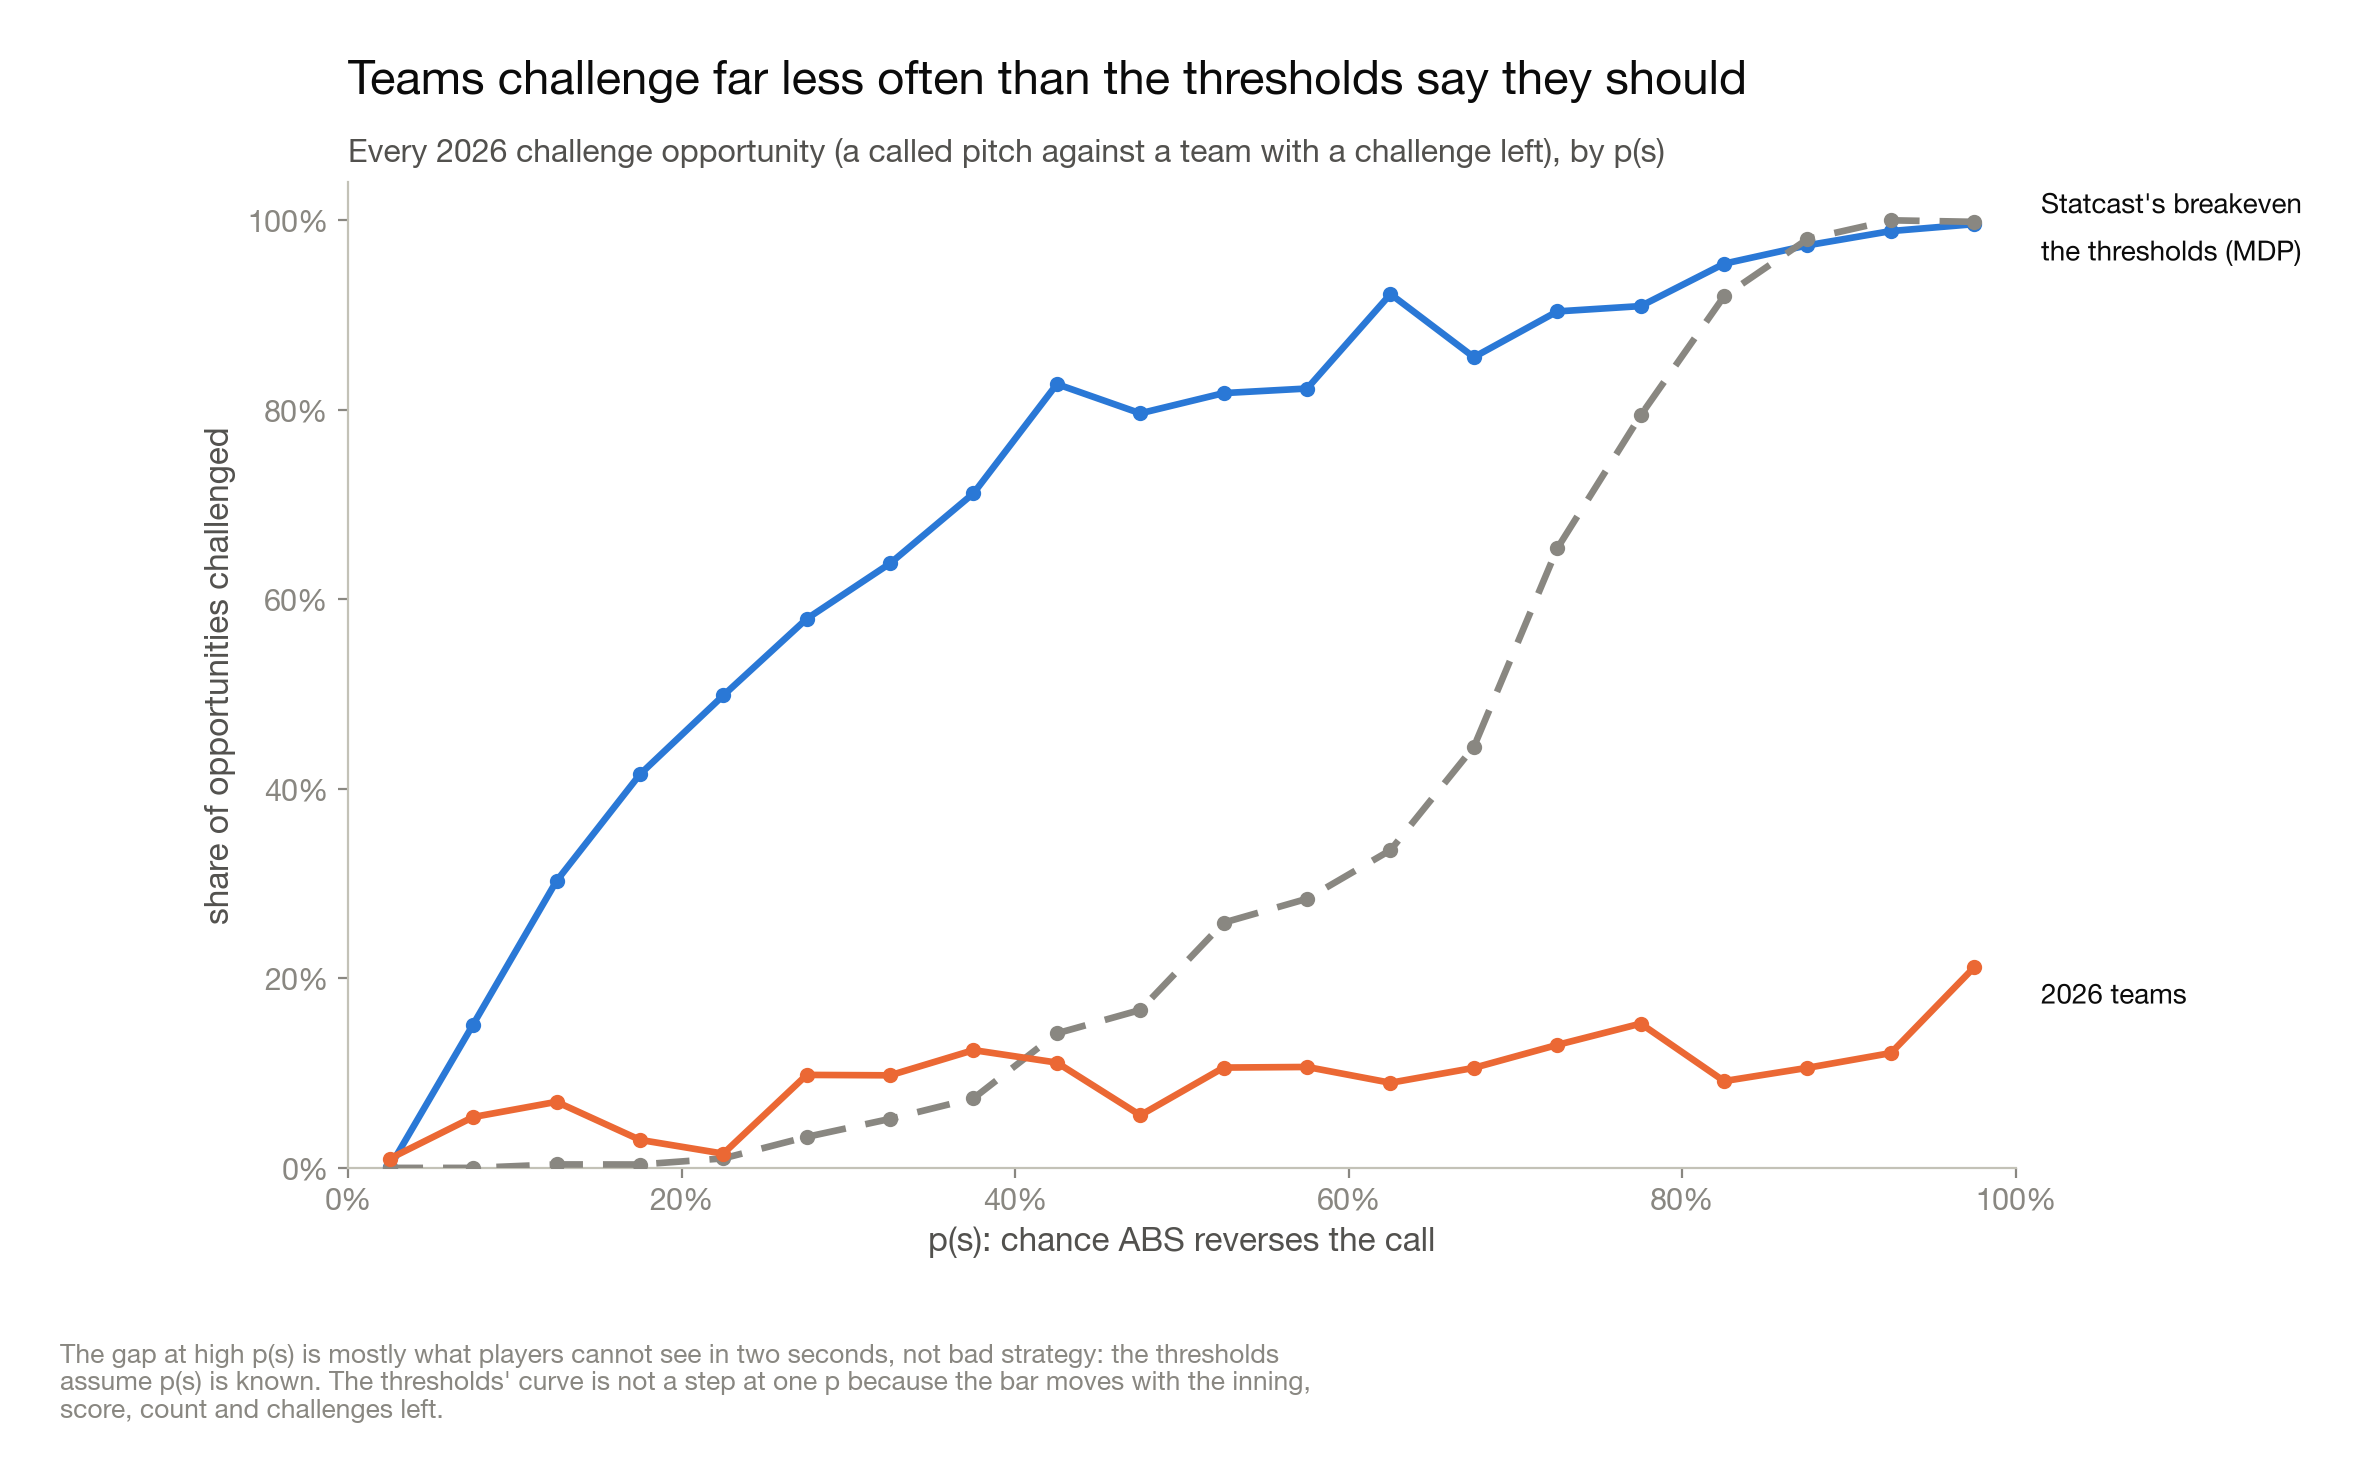 Teams challenge far less often than the thresholds say they should
Every 2026 challenge opportunity (a called pitch against a team with a challenge left), by p(s)
100%
80%
60%
40%
20%
0%
share of opportunities challenged
Statcast's breakeven
the thresholds (MDP)
2026 teams
0%
20%
40%
60%
80%
100%
p(s): chance ABS reverses the call
The gap at high p(s) is mostly what players cannot see in two seconds, not bad strategy: the thresholds
assume p(s) is known. The thresholds' curve is not a step at one p because the bar moves with the inning,
score, count and challenges left.